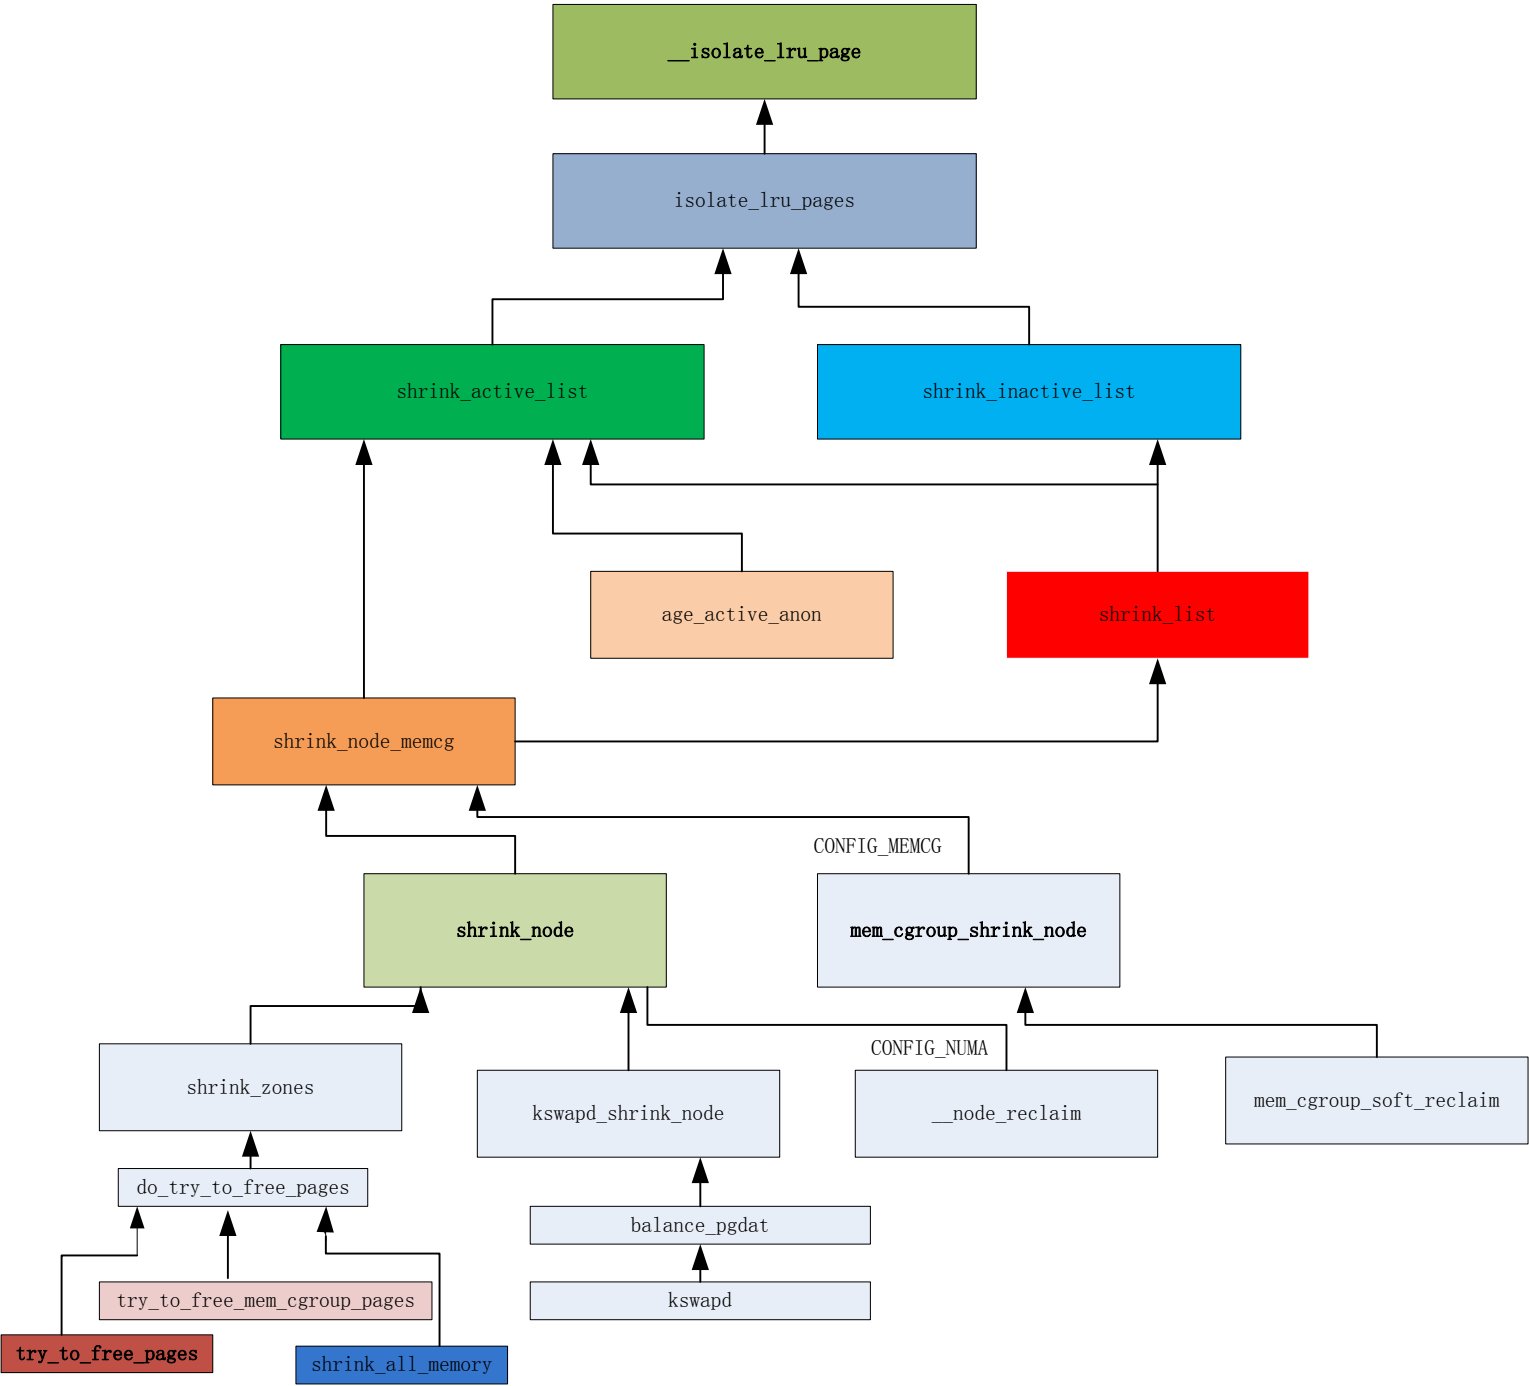 __isolate_lru_page
isolate_lru_pages
shrink_active_list
shrink_inactive_list
age_active_anon
shrink_list
shrink_node_memcg
CONFIG_MEMCG
shrink_node
mem_cgroup_shrink_node
CONFIG_NUMA
shrink_zones
kswapd_shrink_node
__node_reclaim
mem_cgroup_soft_reclaim
do_try_to_free_pages
balance_pgdat
try_to_free_mem_cgroup_pages
kswapd
try_to_free_pages
shrink_all_memory